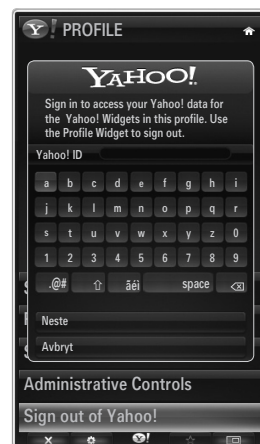 Y! PROFILE
YAHOO!
Sign in to access your Yahoo! data for
the Yahoo! Widgets in this profile. Use
the Profile Widget to sign out.
Yahoo! ID
a b c d e f g h i
j k l m n o p q r
s t u v w x y z 0
1 2 3 4 5 6 7 8 9
.@# ⇧ āéi space ⌫
S
Neste
S
Avbryt
Administrative Controls
Sign out of Yahoo!
Y!